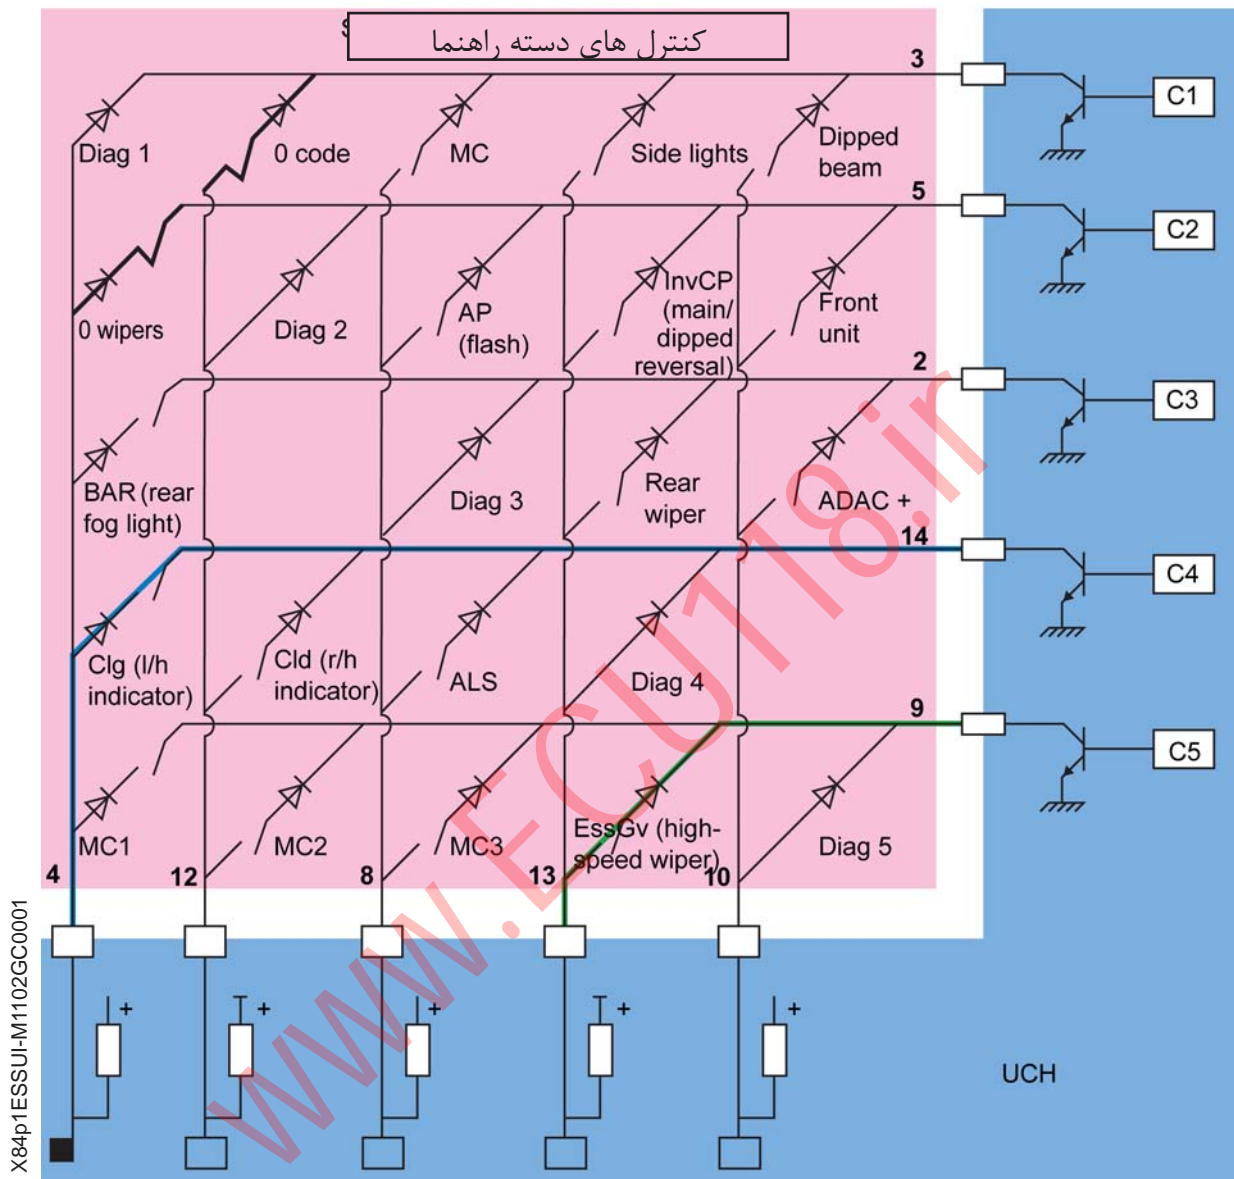 کنترل های دسته راهنما
3
C1
Diag 1
0 code
MC
Side lights
Dipped
beam
5
C2
0 wipers
Diag 2
AP
(flash)
InvCP
(main/
dipped
reversal)
Front
unit
2
C3
BAR (rear
fog light)
Diag 3
Rear
wiper
ADAC +
14
C4
Clg (l/h
indicator)
Cld (r/h
indicator)
ALS
Diag 4
9
C5
MC1
MC2
MC3
EssGv (high-
speed wiper)
Diag 5
4
12
8
13
10
+
+
+
+
+
UCH
X84p1ESSUI-M1102GC0001
www.ECU118.ir